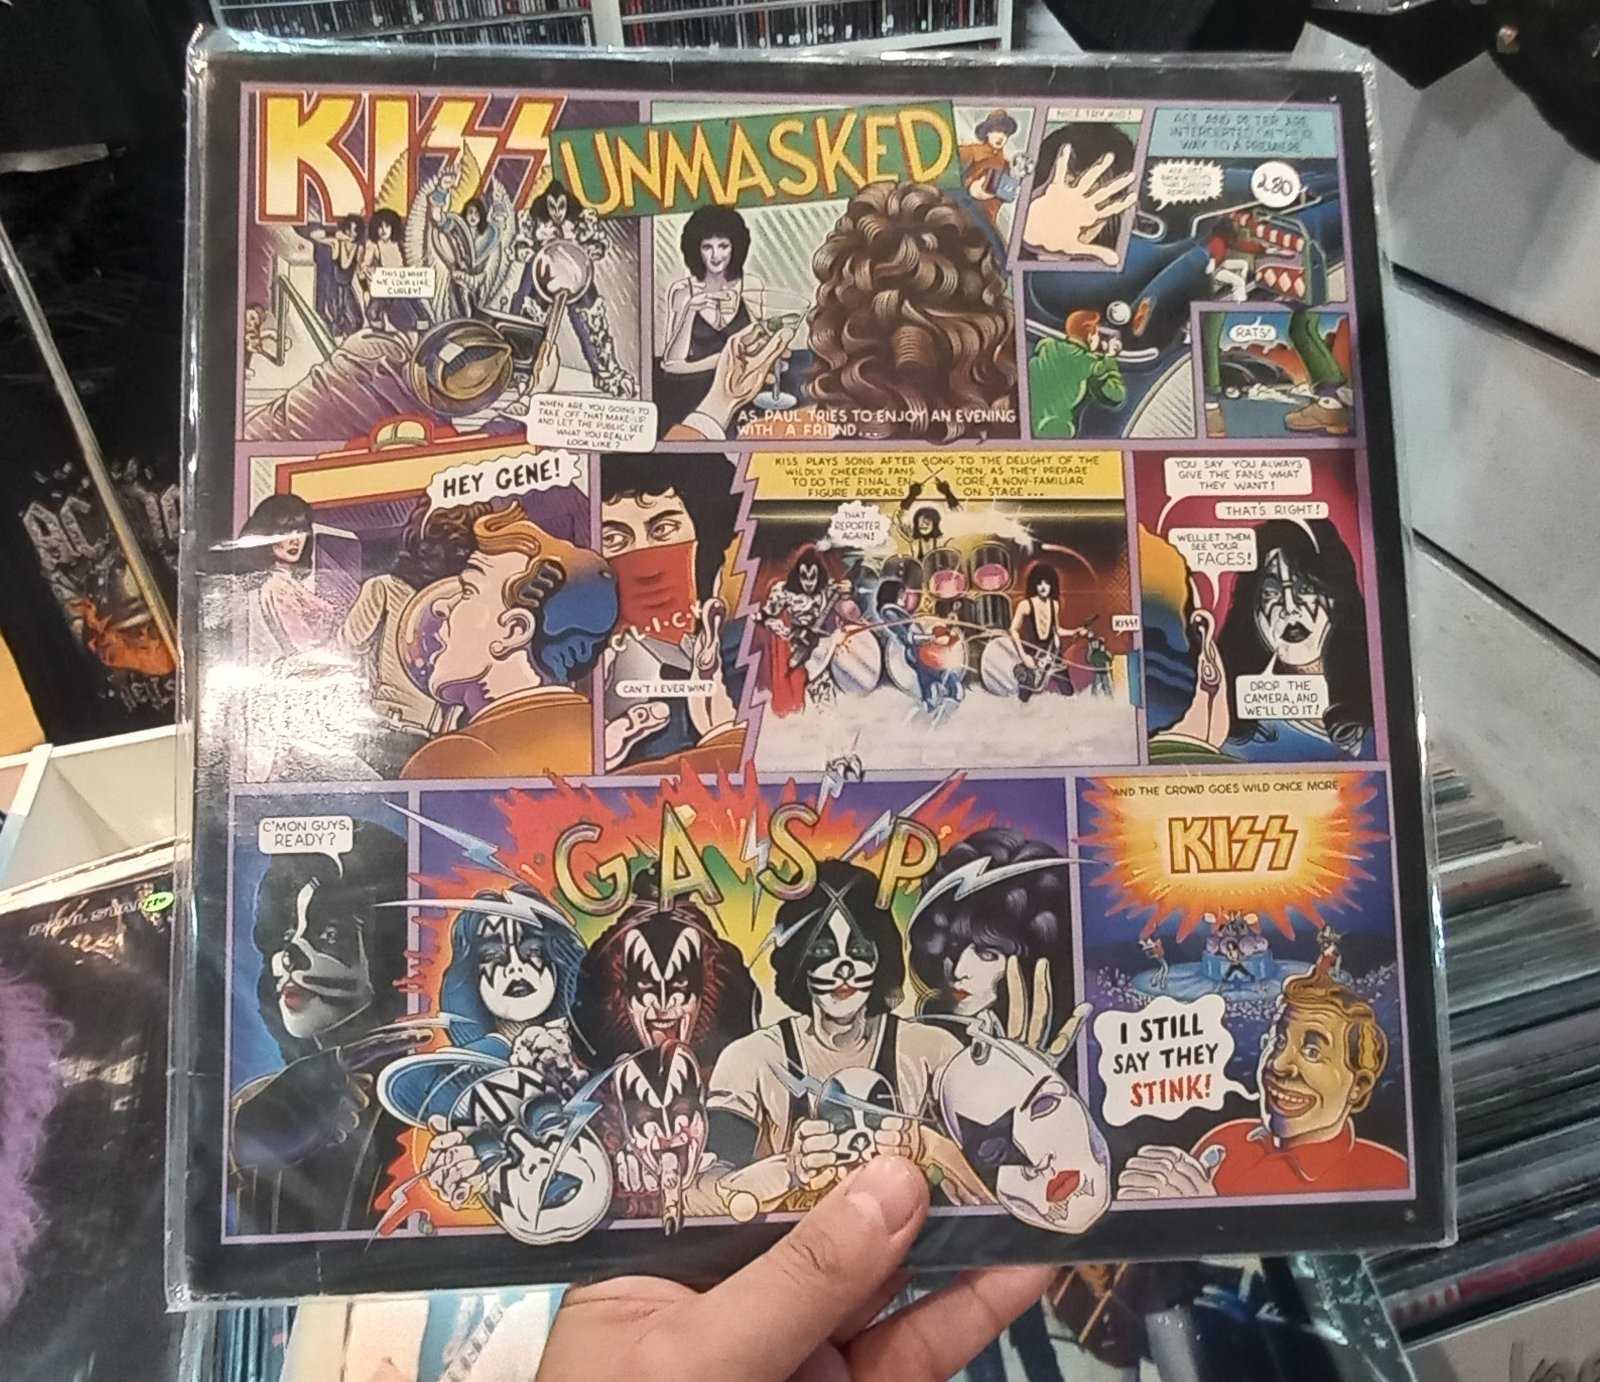 KISS
UNMASKED
THIS IS WHAT
WE LOOK LIKE,
CURLEY!
WHEN ARE YOU GOING TO
TAKE OFF THAT MAKE-UP
AND LET THE PUBLIC SEE
WHAT YOU REALLY
LOOK LIKE?
AS PAUL TRIES TO ENJOY AN EVENING
WITH A FRIEND...
NICE TRY KID!
ACE AND PETER ARE
INTERCEPTED ON THEIR
WAY TO A PREMIERE
280
RATS!
HEY GENE!
C·L·I·C·K
CAN'T I EVER WIN?
KISS PLAYS SONG AFTER SONG TO THE DELIGHT OF THE
WILDLY CHEERING FANS THEN, AS THEY PREPARE
TO DO THE FINAL EN CORE, A NOW-FAMILIAR
FIGURE APPEARS ON STAGE...
THAT
REPORTER
AGAIN!
KISS!
YOU SAY YOU ALWAYS
GIVE THE FANS WHAT
THEY WANT!
THAT'S RIGHT!
WELL, LET THEM
SEE YOUR
FACES!
DROP THE
CAMERA, AND
WE'LL DO IT!
C'MON GUYS,
READY?
GASP
AND THE CROWD GOES WILD ONCE MORE
KISS
I STILL
SAY THEY
STINK!
AC DC